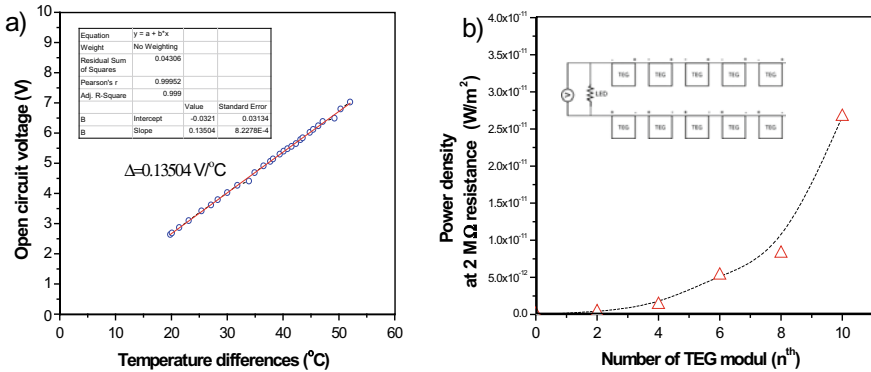 a)
Open circuit voltage (V)
10
9
8
7
6
5
4
3
2
1
0
Equation y = a + b*x
Weight No Weighting
Residual Sum of Squares 0.04306
Pearson's r 0.99952
Adj. R-Square 0.999
Value Standard Error
B Intercept -0.0321 0.03134
B Slope 0.13504 8.2278E-4
Δ=0.13504 V/°C
0 10 20 30 40 50 60
Temperature differences (°C)
b)
Power density
at 2 MΩ resistance (W/m²)
4.0x10⁻¹¹
3.5x10⁻¹¹
3.0x10⁻¹¹
2.5x10⁻¹¹
2.0x10⁻¹¹
1.5x10⁻¹¹
1.0x10⁻¹¹
5.0x10⁻¹²
0.0
TEG TEG TEG TEG TEG
V LED
TEG TEG TEG TEG TEG
0 2 4 6 8 10
Number of TEG modul (nᵗʰ)